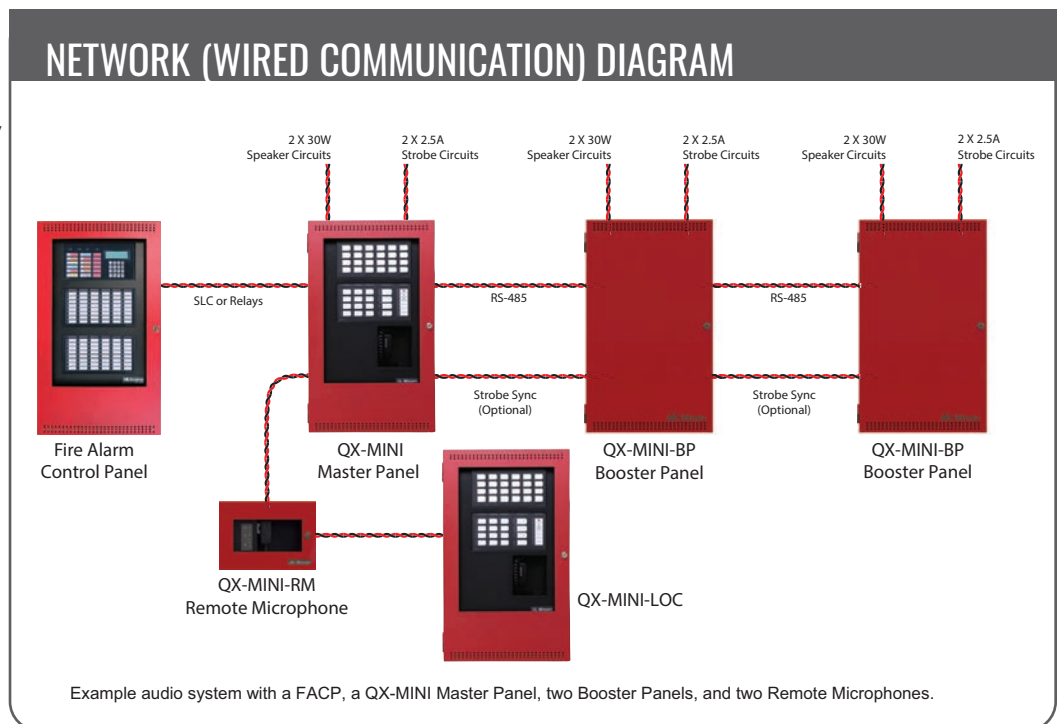 NETWORK (WIRED COMMUNICATION) DIAGRAM
2 X 30W
Speaker Circuits
2 X 2.5A
Strobe Circuits
2 X 30W
Speaker Circuits
2 X 2.5A
Strobe Circuits
2 X 30W
Speaker Circuits
2 X 2.5A
Strobe Circuits
SLC or Relays
RS-485
RS-485
Strobe Sync
(Optional)
Strobe Sync
(Optional)
Fire Alarm
Control Panel
QX-MINI
Master Panel
QX-MINI-BP
Booster Panel
QX-MINI-BP
Booster Panel
QX-MINI-RM
Remote Microphone
QX-MINI-LOC
Example audio system with a FACP, a QX-MINI Master Panel, two Booster Panels, and two Remote Microphones.